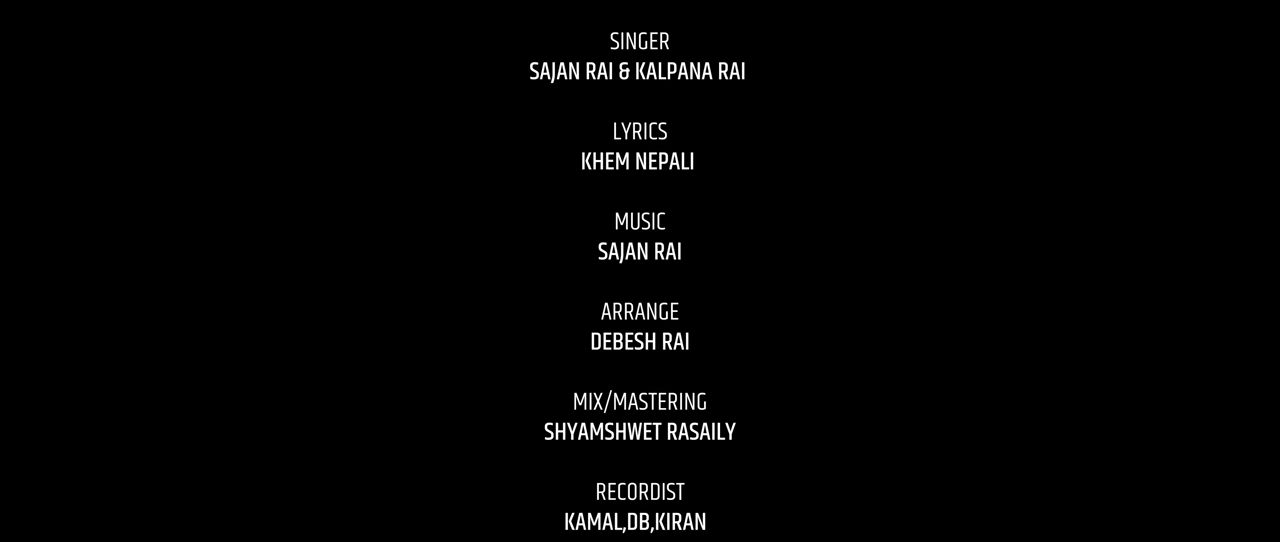 SINGER
SAJAN RAI & KALPANA RAI
LYRICS
KHEM NEPALI
MUSIC
SAJAN RAI
ARRANGE
DEBESH RAI
MIX/MASTERING
SHYAMSHWET RASAILY
RECORDIST
KAMAL,DB,KIRAN